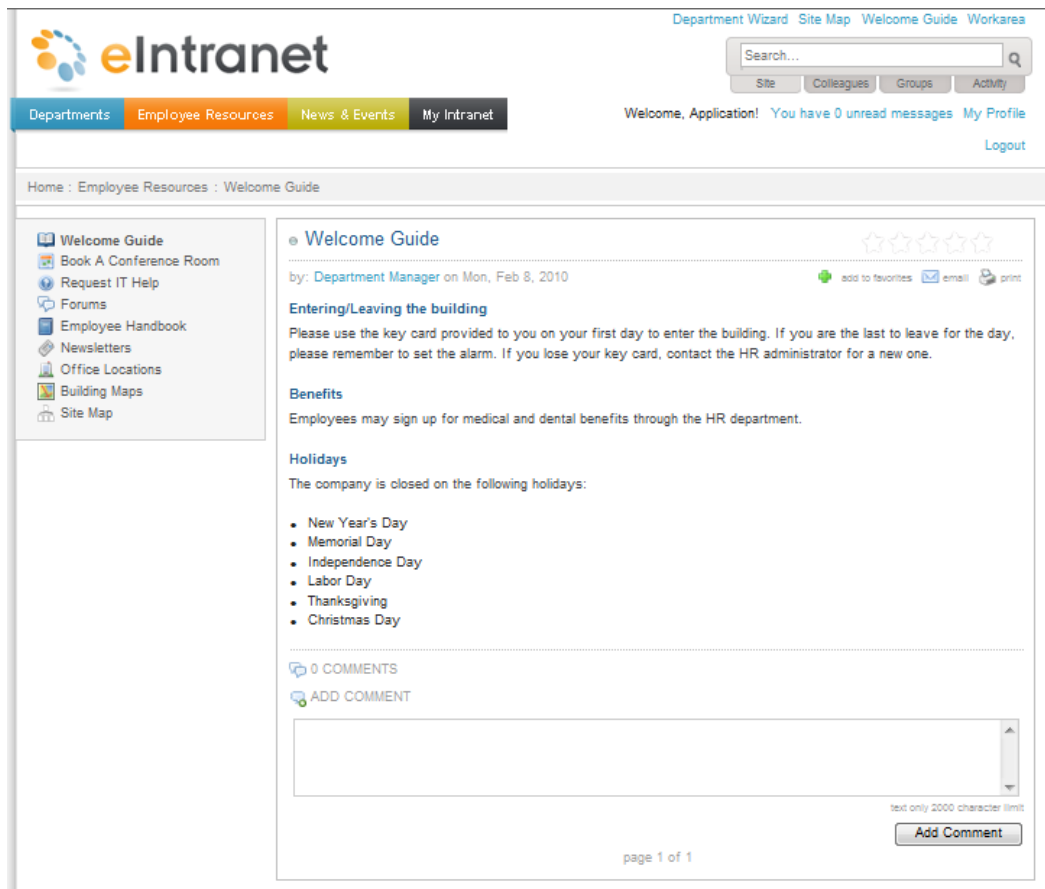 Department Wizard Site Map Welcome Guide Workarea
eIntranet
Search...
Site Colleagues Groups Activity
Departments Employee Resources News & Events My Intranet
Welcome, Application! You have 0 unread messages My Profile
Logout
Home : Employee Resources : Welcome Guide
Welcome Guide
Book A Conference Room
Request IT Help
Forums
Employee Handbook
Newsletters
Office Locations
Building Maps
Site Map
Welcome Guide
by: Department Manager on Mon, Feb 8, 2010
add to favorites email print
Entering/Leaving the building
Please use the key card provided to you on your first day to enter the building. If you are the last to leave for the day,
please remember to set the alarm. If you lose your key card, contact the HR administrator for a new one.
Benefits
Employees may sign up for medical and dental benefits through the HR department.
Holidays
The company is closed on the following holidays:
• New Year's Day
• Memorial Day
• Independence Day
• Labor Day
• Thanksgiving
• Christmas Day
0 COMMENTS
ADD COMMENT
text only 2000 character limit
Add Comment
page 1 of 1